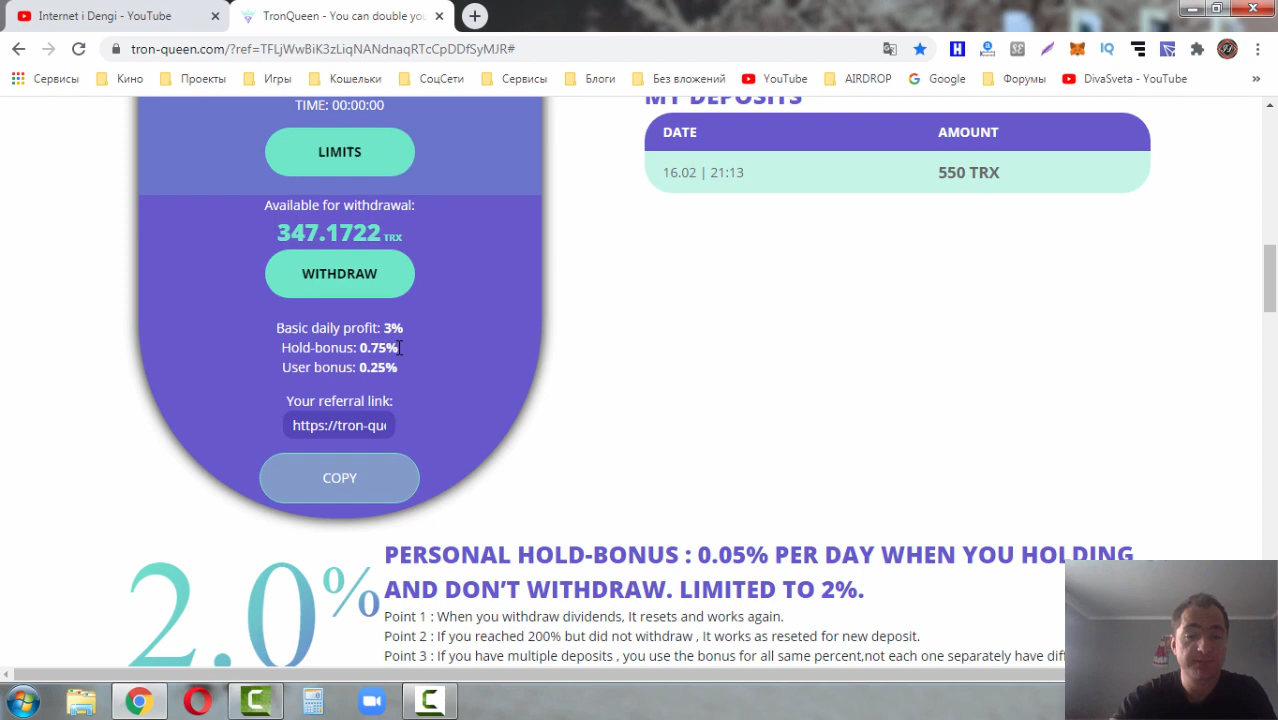 Internet i Dengi - YouTube
TronQueen - You can double you
tron-queen.com/?ref=TFLjWwBiK3zLiqNANdnaqRTcCpDDfSyMJR#
Сервисы Кино Проекты Игры Кошельки СоцСети Сервисы Блоги Без вложений YouTube AIRDROP Google Форумы DivaSveta - YouTube
TIME: 00:00:00
LIMITS
Available for withdrawal:
347.1722 TRX
WITHDRAW
Basic daily profit: 3%
Hold-bonus: 0.75%
User bonus: 0.25%
Your referral link:
https://tron-que
COPY
MY DEPOSITS
DATE AMOUNT
16.02 | 21:13 550 TRX
2.0%
PERSONAL HOLD-BONUS : 0.05% PER DAY WHEN YOU HOLDING
AND DON’T WITHDRAW. LIMITED TO 2%.
Point 1 : When you withdraw dividends, It resets and works again.
Point 2 : If you reached 200% but did not withdraw , It works as reseted for new deposit.
Point 3 : If you have multiple deposits , you use the bonus for all same percent,not each one separately have